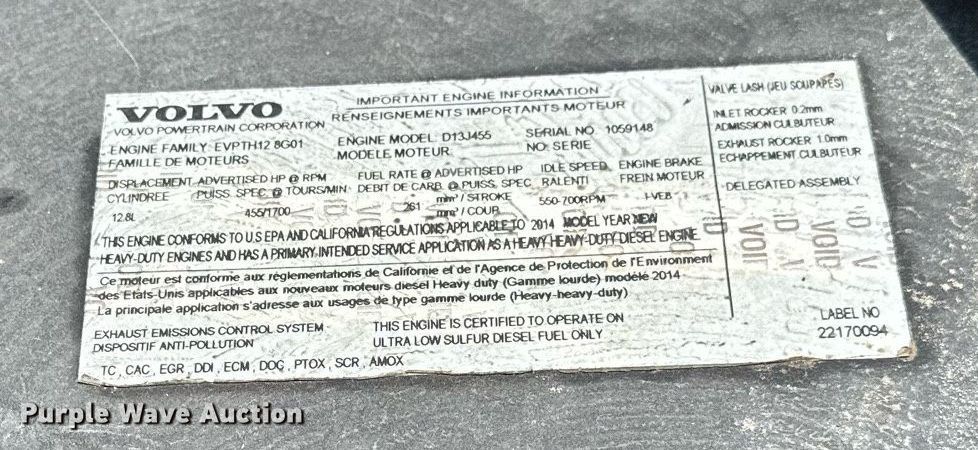 VOLVO
VOLVO POWERTRAIN CORPORATION
IMPORTANT ENGINE INFORMATION
RENSEIGNEMENTS IMPORTANTS MOTEUR
ENGINE FAMILY EVPTH12 8G01
FAMILLE DE MOTEURS
ENGINE MODEL D13J455
MODELE MOTEUR
SERIAL NO 1059148
NO: SERIE
DISPLACEMENT
CYLINDREE
12.8L
ADVERTISED HP @ RPM
PUISS. SPEC @ TOURS/MIN
455/1700
FUEL RATE @ ADVERTISED HP
DEBIT DE CARB. @ PUISS. SPEC
261 mm³/ STROKE
mm³/ COUP
IDLE SPEED
RALENTI
550-700RPM
ENGINE BRAKE
FREIN MOTEUR
I-VEB
THIS ENGINE CONFORMS TO U.S EPA AND CALIFORNIA REGULATIONS APPLICABLE TO 2014 MODEL YEAR NEW
HEAVY-DUTY ENGINES AND HAS A PRIMARY INTENDED SERVICE APPLICATION AS A HEAVY-HEAVY-DUTY DIESEL ENGINE
Ce moteur est conforme aux réglementations de Californie et de l'Agence de Protection de l'Environment
des Etats-Unis applicables aux nouveaux moteurs diesel Heavy duty (Gamme lourde) modéle 2014
La principale application s'adresse aux usages de type gamme lourde (Heavy-heavy-duty)
EXHAUST EMISSIONS CONTROL SYSTEM
DISPOSITIF ANTI-POLLUTION
THIS ENGINE IS CERTIFIED TO OPERATE ON
ULTRA LOW SULFUR DIESEL FUEL ONLY
TC , CAC, EGR , DDI , ECM , DOC , PTOX , SCR , AMOX
VALVE LASH (JEU SOUPAPES)
INLET ROCKER 0.2mm
ADMISSION CULBUTEUR
EXHAUST ROCKER 1.0mm
ECHAPPEMENT CULBUTEUR
DELEGATED ASSEMBLY
LABEL NO
22170094
Purple Wave Auction